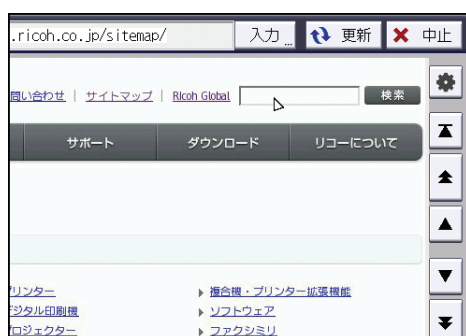 .ricoh.co.jp/sitemap/ 入力 更新 中止
問い合わせ | サイトマップ | Ricoh Global 検索
サポート ダウンロード リコーについて
プリンター 複合機・プリンター拡張機能
デジタル印刷機 ソフトウェア
プロジェクター ファクシミリ